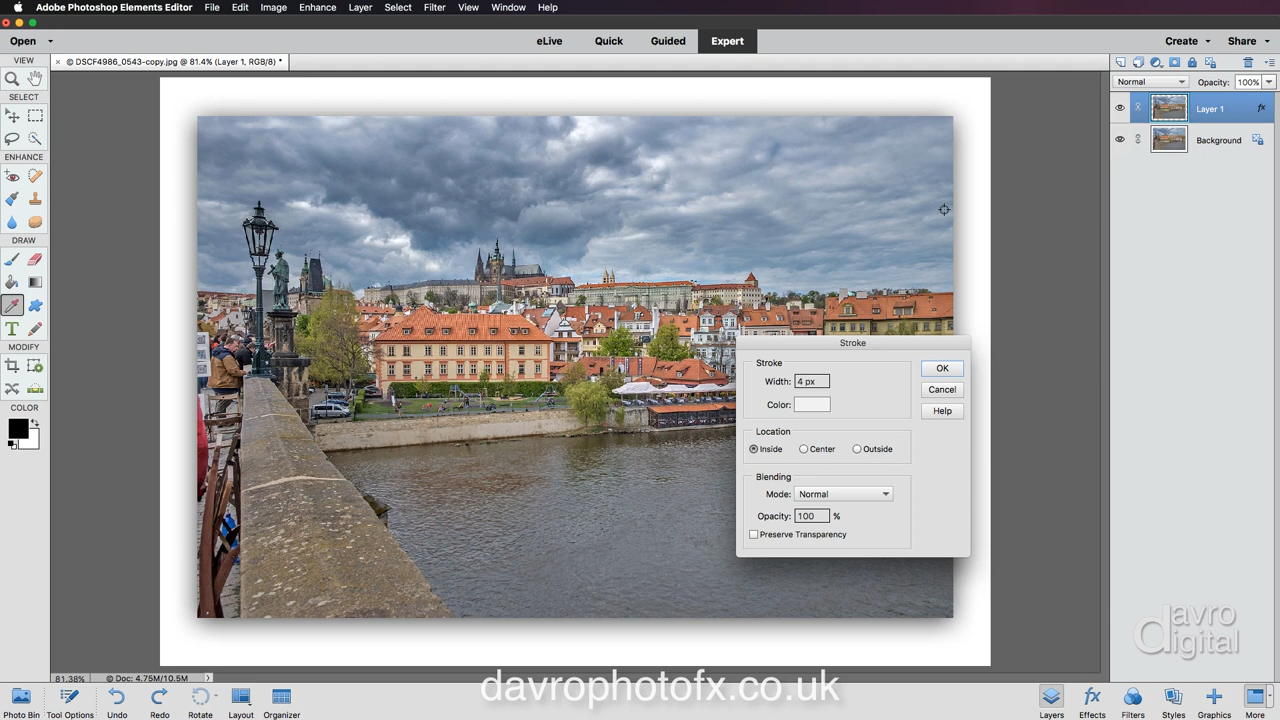 Adobe Photoshop Elements Editor File Edit Image Enhance Layer Select Filter View Window Help
Open eLive Quick Guided Expert Create Share
× © DSCF4986_0543-copy.jpg @ 81.4% (Layer 1, RGB/8) *
VIEW
SELECT
ENHANCE
DRAW
T
MODIFY
COLOR
Normal Opacity: 100%
Layer 1 fx
Background
Stroke
Stroke
Width: 4 px
Color:
OK
Cancel
Help
Location
Inside Center Outside
Blending
Mode: Normal
Opacity: 100 %
Preserve Transparency
davro
digital
81.38% © Doc: 4.75M/10.5M
davrophotofx.co.uk
Photo Bin Tool Options Undo Redo Rotate Layout Organizer
fx
Layers Effects Filters Styles Graphics More